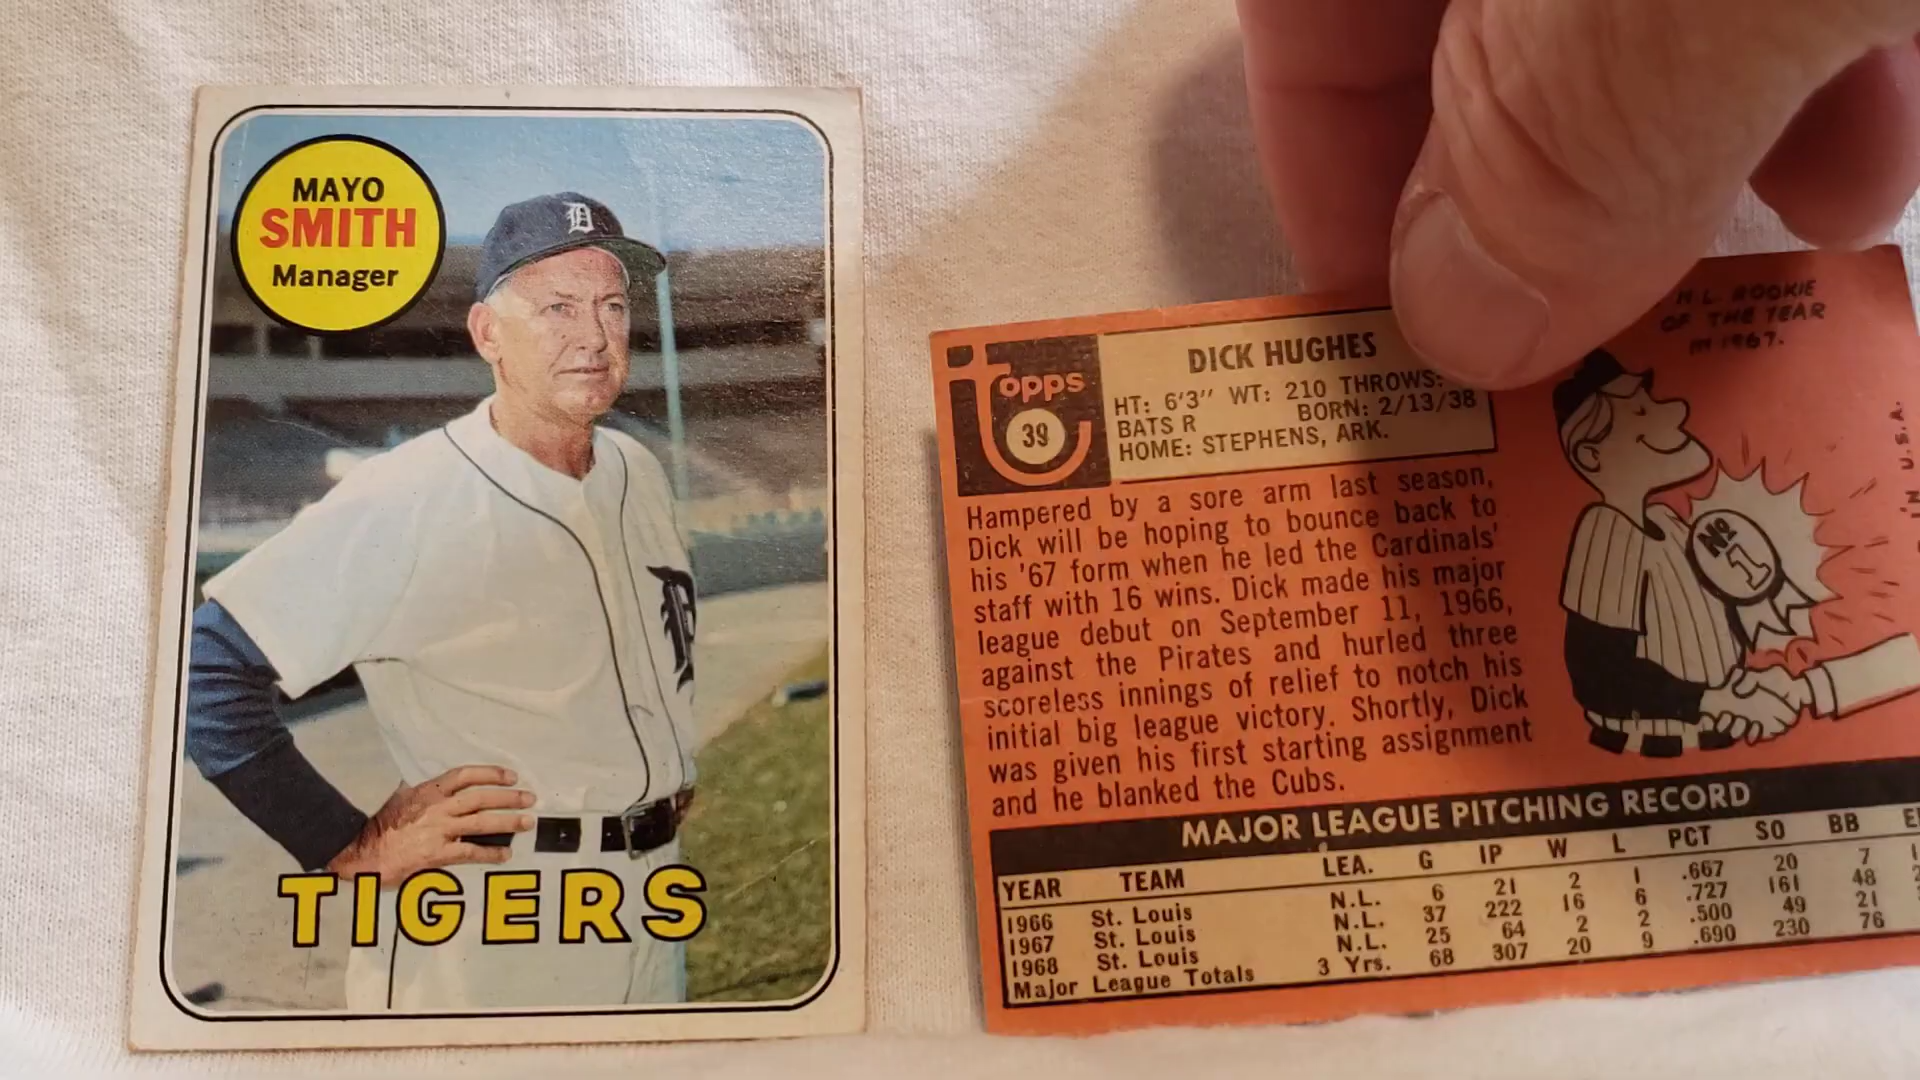 MAYO
SMITH
Manager
D
TIGERS
Topps
39
DICK HUGHES
HT: 6'3" WT: 210 THROWS:
BATS R BORN: 2/13/38
HOME: STEPHENS, ARK.
Hampered by a sore arm last season,
Dick will be hoping to bounce back to
his '67 form when he led the Cardinals'
staff with 16 wins. Dick made his major
league debut on September 11, 1966,
against the Pirates and hurled three
scoreless innings of relief to notch his
initial big league victory. Shortly, Dick
was given his first starting assignment
and he blanked the Cubs.
N.L. ROOKIE
OF THE YEAR
IN 1967.
No
1
IN U.S.A.
MAJOR LEAGUE PITCHING RECORD
YEAR TEAM LEA. G IP W L PCT SO BB
1966 St. Louis N.L. 6 21 2 1 .667 20 7
1967 St. Louis N.L. 37 222 16 6 .727 161 48
1968 St. Louis N.L. 25 64 2 2 .500 49 21
Major League Totals 3 Yrs. 68 307 20 9 .690 230 76